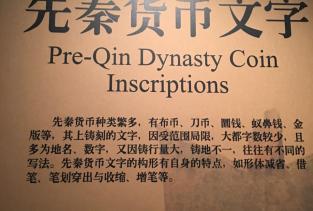 先秦货币文字
Pre-Qin Dynasty Coin
Inscriptions
先秦货币种类繁多，有布币、刀币、圜钱、蚁鼻钱、金
版等，其上铸刻的文字，因受范围局限，大都字数较少，且
多为地名、数字，又因铸行量大，铸地不一，往往有不同的
写法。先秦货币文字的构形有自身的特点，如形体减省、借
笔、笔划穿出与收缩、增笔等。